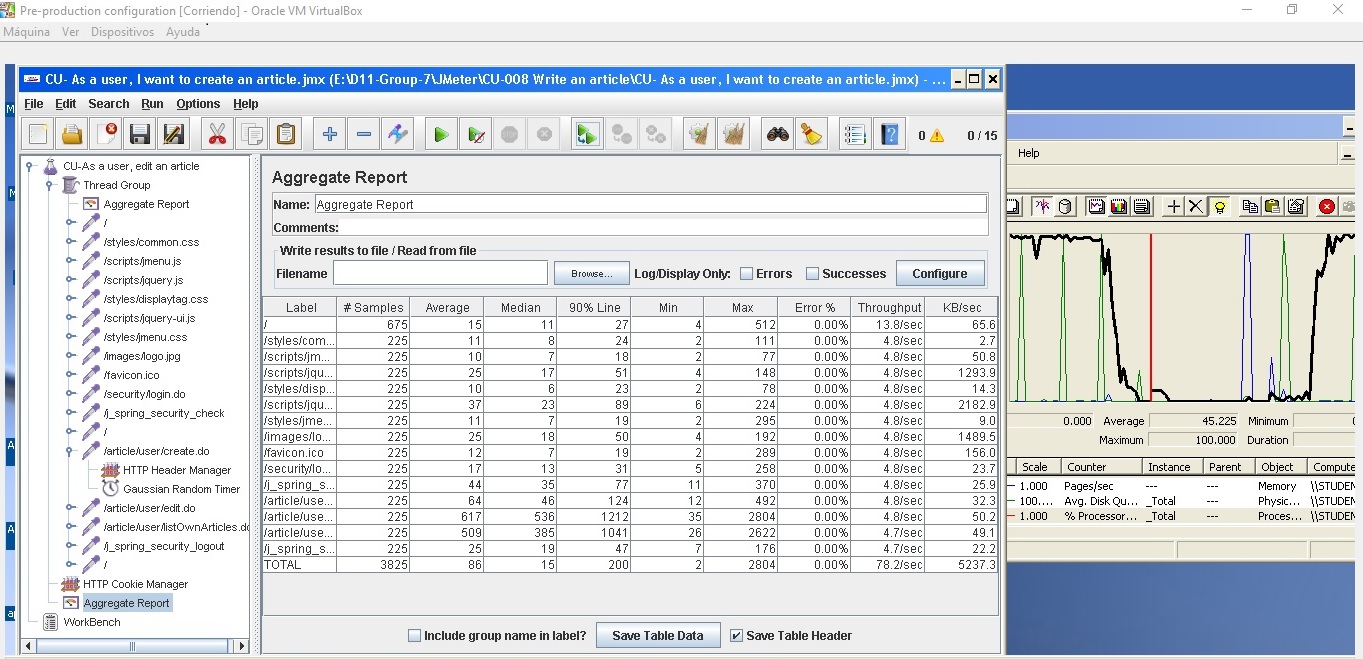 Pre-production configuration [Corriendo] - Oracle VM VirtualBox
Máquina Ver Dispositivos Ayuda
CU- As a user, I want to create an article.jmx (E:\D11-Group-7\JMeter\CU-008 Write an article\CU- As a user, I want to create an article.jmx) - ...
File Edit Search Run Options Help
0 0 / 15
CU-As a user, edit an article
Thread Group
Aggregate Report
/
/styles/common.css
/scripts/jmenu.js
/scripts/jquery.js
/styles/displaytag.css
/scripts/jquery-ui.js
/styles/jmenu.css
/images/logo.jpg
/favicon.ico
/security/login.do
/j_spring_security_check
/
/article/user/create.do
HTTP Header Manager
Gaussian Random Timer
/article/user/edit.do
/article/user/listOwnArticles.do
/j_spring_security_logout
/
HTTP Cookie Manager
Aggregate Report
WorkBench
Aggregate Report
Name: Aggregate Report
Comments:
Write results to file / Read from file
Filename Browse... Log/Display Only: Errors Successes Configure
Label # Samples Average Median 90% Line Min Max Error % Throughput KB/sec
/ 675 15 11 27 4 512 0.00% 13.8/sec 65.6
/styles/com... 225 11 8 24 2 111 0.00% 4.8/sec 2.7
/scripts/jm... 225 10 7 18 2 77 0.00% 4.8/sec 50.8
/scripts/jqu... 225 25 17 51 4 148 0.00% 4.8/sec 1293.9
/styles/disp... 225 10 6 23 2 78 0.00% 4.8/sec 14.3
/scripts/jqu... 225 37 23 89 6 224 0.00% 4.8/sec 2182.9
/styles/jme... 225 11 7 19 2 295 0.00% 4.8/sec 9.0
/images/lo... 225 25 18 50 4 192 0.00% 4.8/sec 1489.5
/favicon.ico 225 12 7 19 2 289 0.00% 4.8/sec 156.0
/security/lo... 225 17 13 31 5 258 0.00% 4.8/sec 23.7
/j_spring_s... 225 44 35 77 11 370 0.00% 4.8/sec 25.9
/article/use... 225 64 46 124 12 492 0.00% 4.8/sec 32.3
/article/use... 225 617 536 1212 35 2804 0.00% 4.8/sec 50.2
/article/use... 225 509 385 1041 26 2622 0.00% 4.7/sec 49.1
/j_spring_s... 225 25 19 47 7 176 0.00% 4.7/sec 22.2
TOTAL 3825 86 15 200 2 2804 0.00% 78.2/sec 5237.3
Include group name in label? Save Table Data Save Table Header
Help
0.000 Average 45.225 Minimum
Maximum 100.000 Duration
Scale Counter Instance Parent Object Compute
1.000 Pages/sec --- --- Memory \\STUDEN
100.... Avg. Disk Qu... _Total --- Physic... \\STUDEN
1.000 % Processor... _Total --- Proces... \\STUDEN